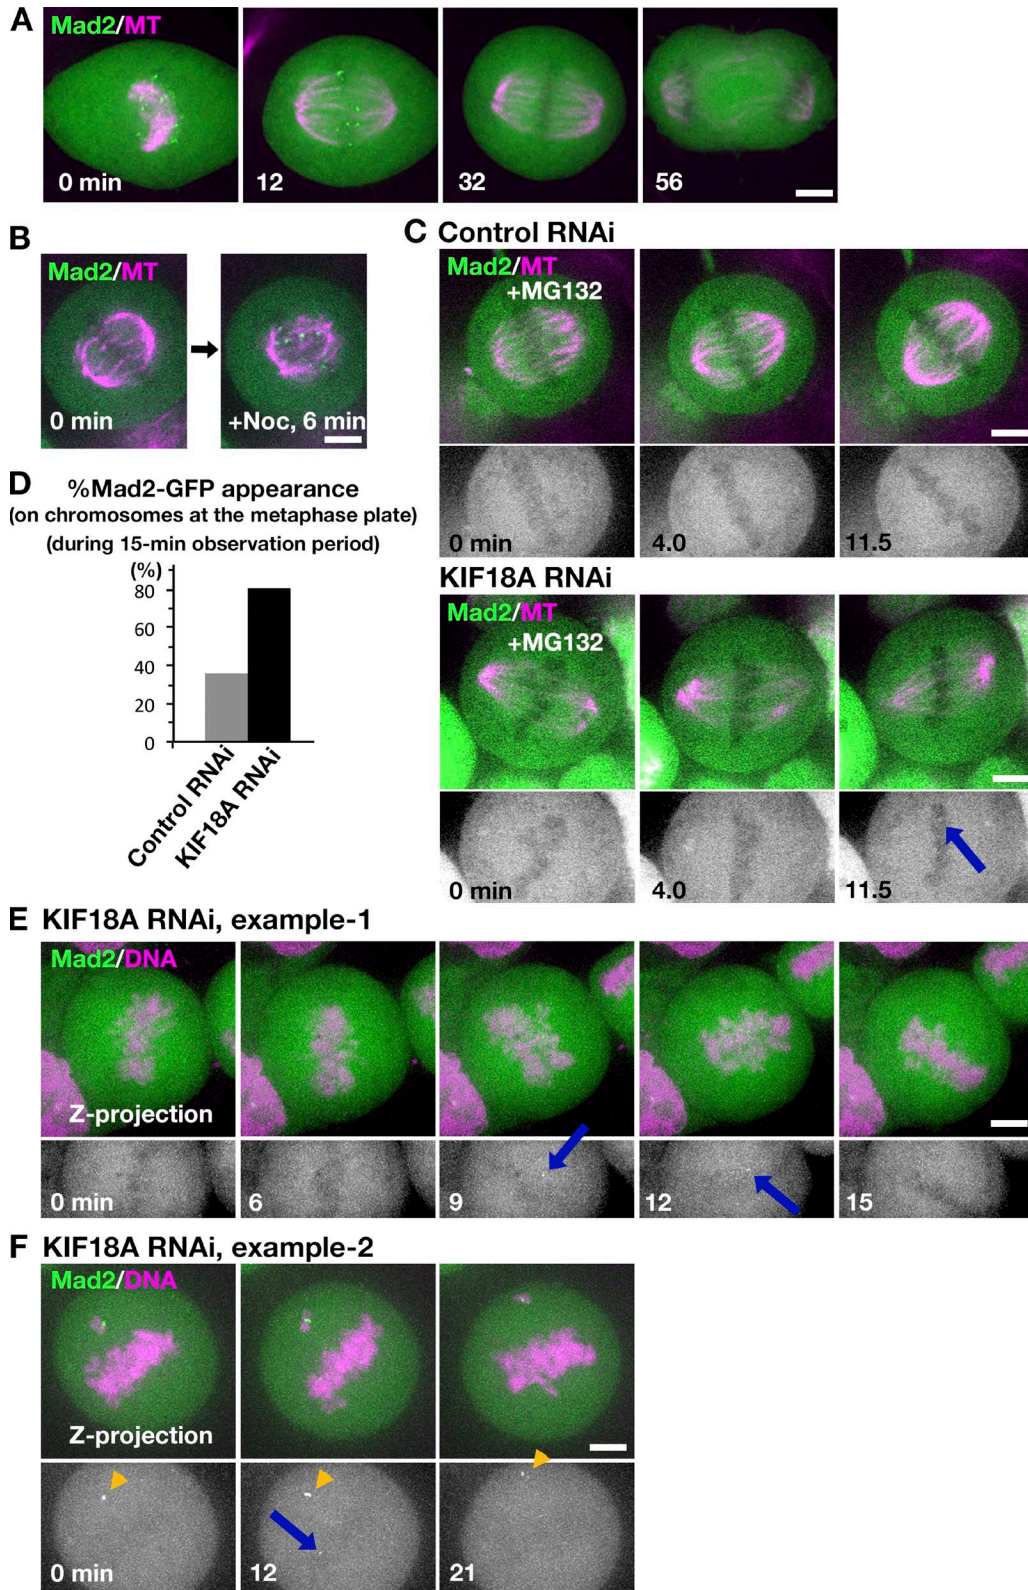 A
Mad2/MT
0 min
12
32
56
B
Mad2/MT
0 min
+Noc, 6 min
C Control RNAi
Mad2/MT
+MG132
0 min
4.0
11.5
KIF18A RNAi
Mad2/MT
+MG132
0 min
4.0
11.5
D
%Mad2-GFP appearance
(on chromosomes at the metaphase plate)
(during 15-min observation period)
(%)
80
60
40
20
0
Control RNAi
KIF18A RNAi
E KIF18A RNAi, example-1
Mad2/DNA
Z-projection
0 min
6
9
12
15
F KIF18A RNAi, example-2
Mad2/DNA
Z-projection
0 min
12
21